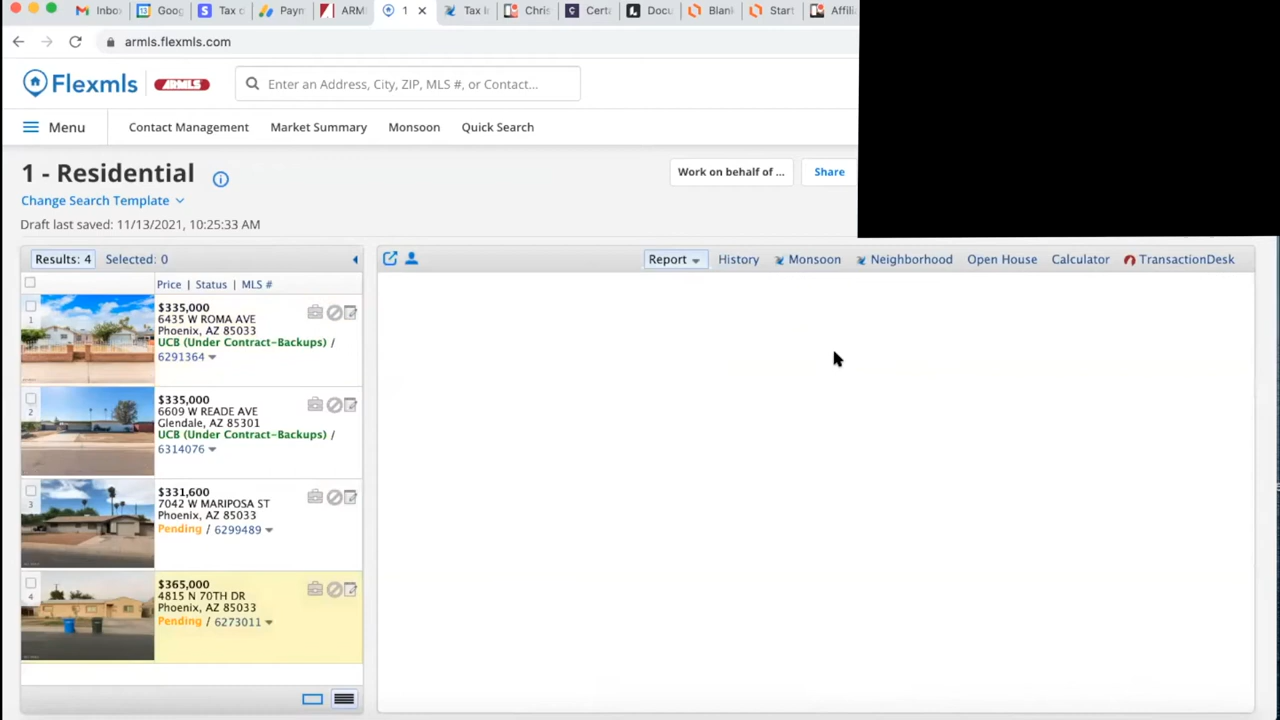 Inbo
13
Goog
S
Tax c
Paym
ARM
1
Tax I
Chris
Certa
Docu
Blank
Start
Affilia
armls.flexmls.com
Flexmls
ARMLS
Enter an Address, City, ZIP, MLS #, or Contact...
Menu
Contact Management
Market Summary
Monsoon
Quick Search
1 - Residential
Work on behalf of ...
Share
Change Search Template
Draft last saved: 11/13/2021, 10:25:33 AM
Results: 4
Selected: 0
Report
History
Monsoon
Neighborhood
Open House
Calculator
TransactionDesk
Price | Status | MLS #
1
$335,000
6435 W ROMA AVE
Phoenix, AZ 85033
UCB (Under Contract-Backups) /
6291364
2
$335,000
6609 W READE AVE
Glendale, AZ 85301
UCB (Under Contract-Backups) /
6314076
3
$331,600
7042 W MARIPOSA ST
Phoenix, AZ 85033
Pending / 6299489
4
$365,000
4815 N 70TH DR
Phoenix, AZ 85033
Pending / 6273011